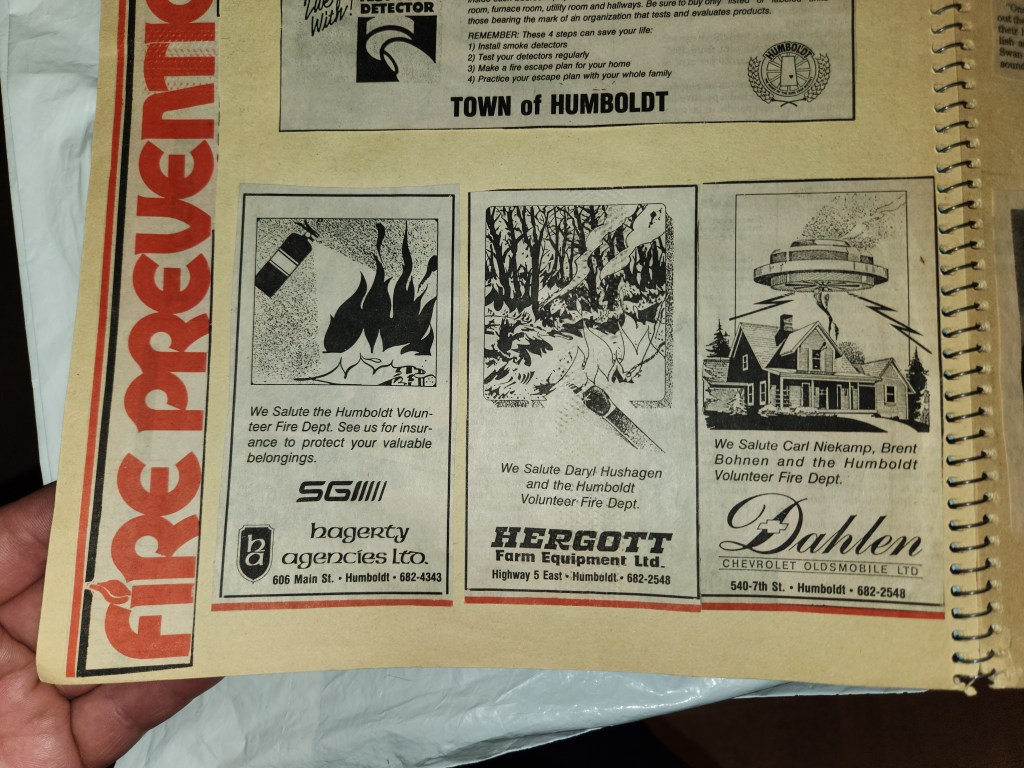 FIRE PREVENTIO
With!
DETECTOR
room, furnace room, utility room and hallways. Be sure to buy only
those bearing the mark of an organization that tests and evaluates products.
REMEMBER: These 4 steps can save your life:
1) Install smoke detectors
2) Test your detectors regularly
3) Make a fire escape plan for your home
4) Practice your escape plan with your whole family
HUMBOLDT
TOWN of HUMBOLDT
We Salute the Humboldt Volun-
teer Fire Dept. See us for insur-
ance to protect your valuable
belongings.
SGI
ha
hagerty
agencies ltd.
606 Main St. • Humboldt • 682-4343
We Salute Daryl Hushagen
and the Humboldt
Volunteer Fire Dept.
HERGOTT
Farm Equipment Ltd.
Highway 5 East • Humboldt • 682-2548
We Salute Carl Niekamp, Brent
Bohnen and the Humboldt
Volunteer Fire Dept.
Dahlen
CHEVROLET OLDSMOBILE LTD
540-7th St. • Humboldt • 682-2548